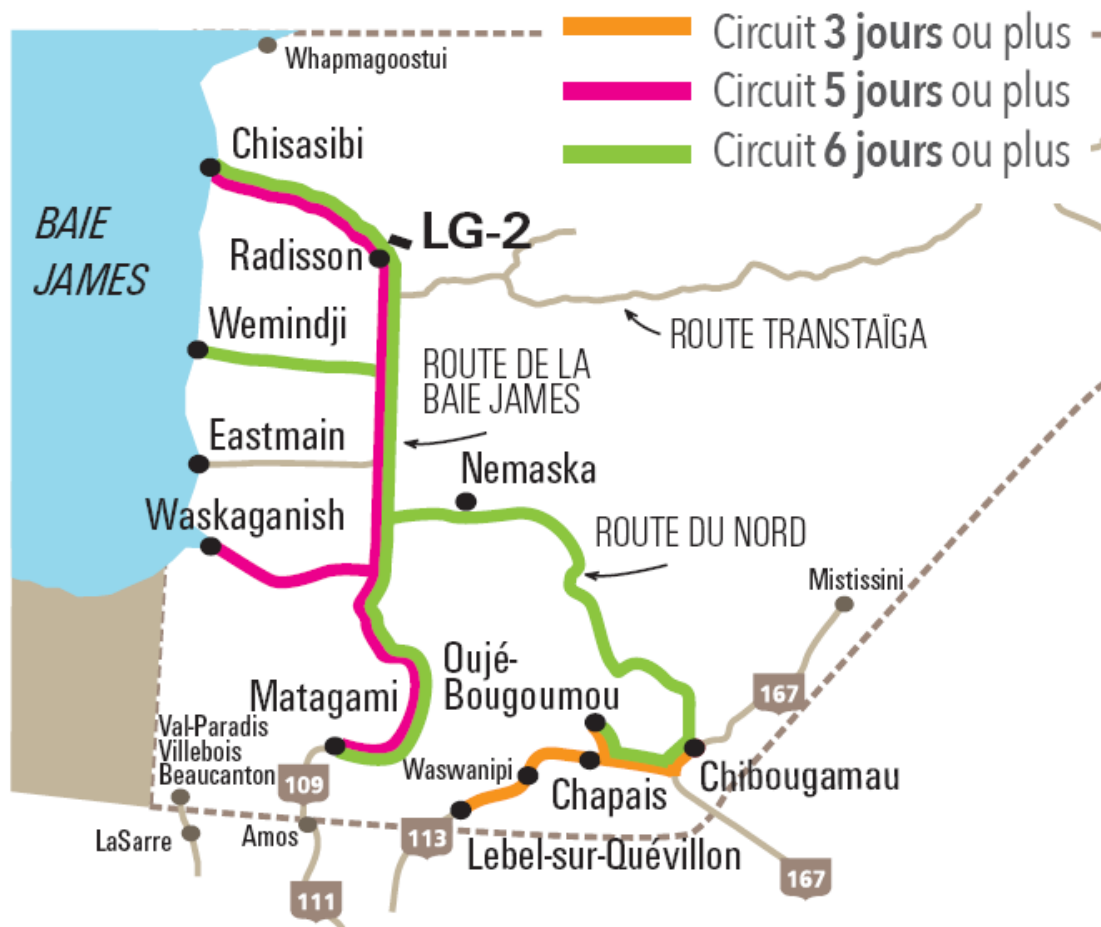 Circuit 3 jours ou plus
Whapmagoostui
Circuit 5 jours ou plus
Chisasibi
Circuit 6 jours ou plus
BAIE
JAMES
LG-2
Radisson
Wemindji
ROUTE TRANSTAÏGA
ROUTE DE LA
BAIE JAMES
Eastmain
Nemaska
Waskaganish
ROUTE DU NORD
Mistissini
Oujé-
Bougoumou
167
Matagami
Val-Paradis
Villebois
Beaucanton
109
Waswanipi
Chapais
Chibougamau
LaSarre
Amos
113
Lebel-sur-Quévillon
167
111